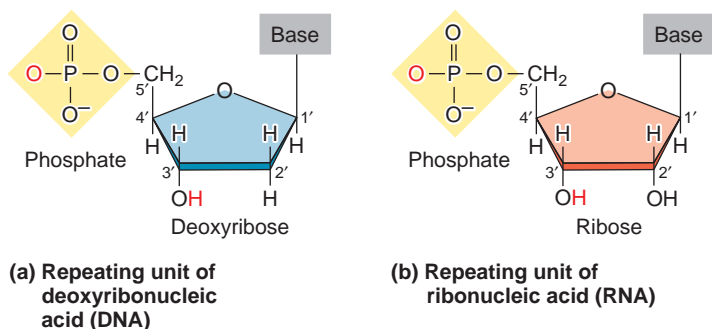 O
O P O CH2
5′
O−
Phosphate
Base
O
4′ 1′
H H H H
3′ 2′
OH H
Deoxyribose
(a) Repeating unit of
deoxyribonucleic
acid (DNA)
O
O P O CH2
5′
O−
Phosphate
Base
O
4′ 1′
H H H H
3′ 2′
OH OH
Ribose
(b) Repeating unit of
ribonucleic acid (RNA)